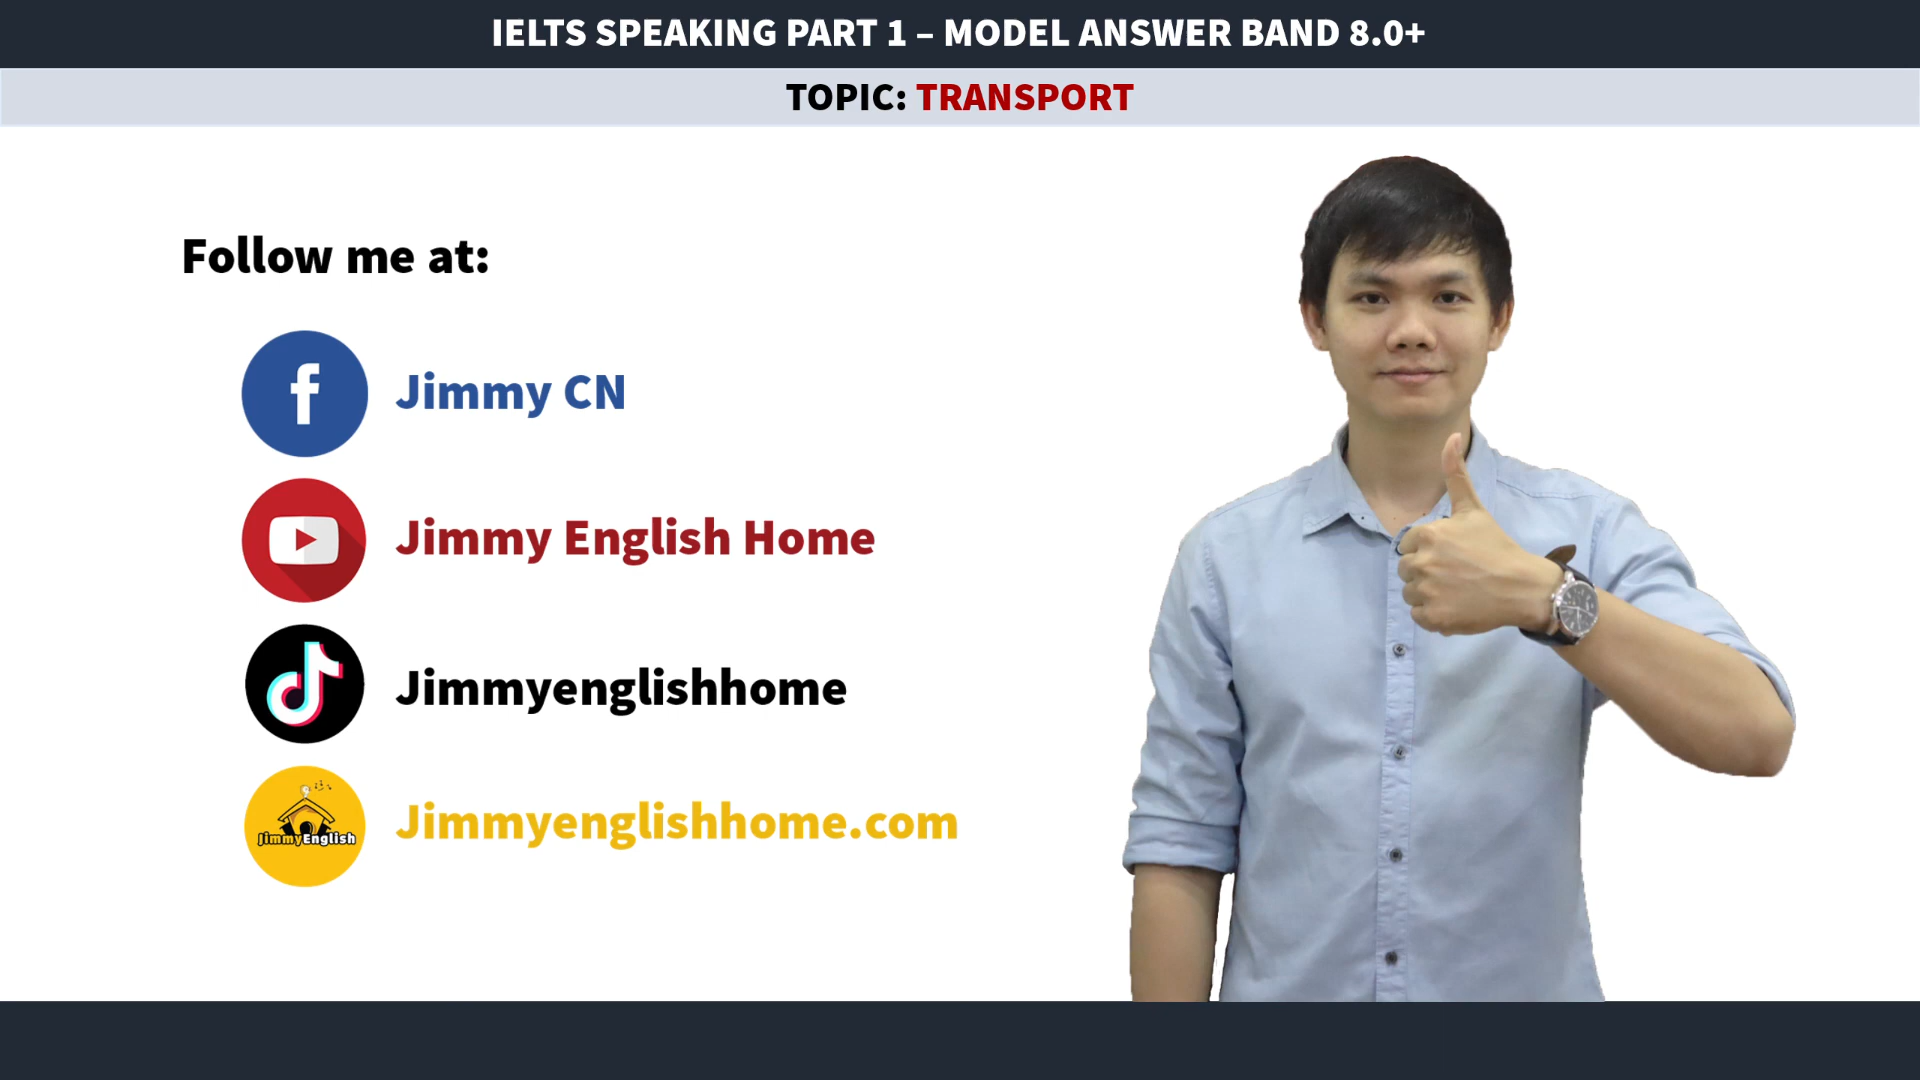 IELTS SPEAKING PART 1 – MODEL ANSWER BAND 8.0+
TOPIC: TRANSPORT
Follow me at:
Jimmy CN
Jimmy English Home
Jimmyenglishhome
JimmyEnglish
Jimmyenglishhome.com